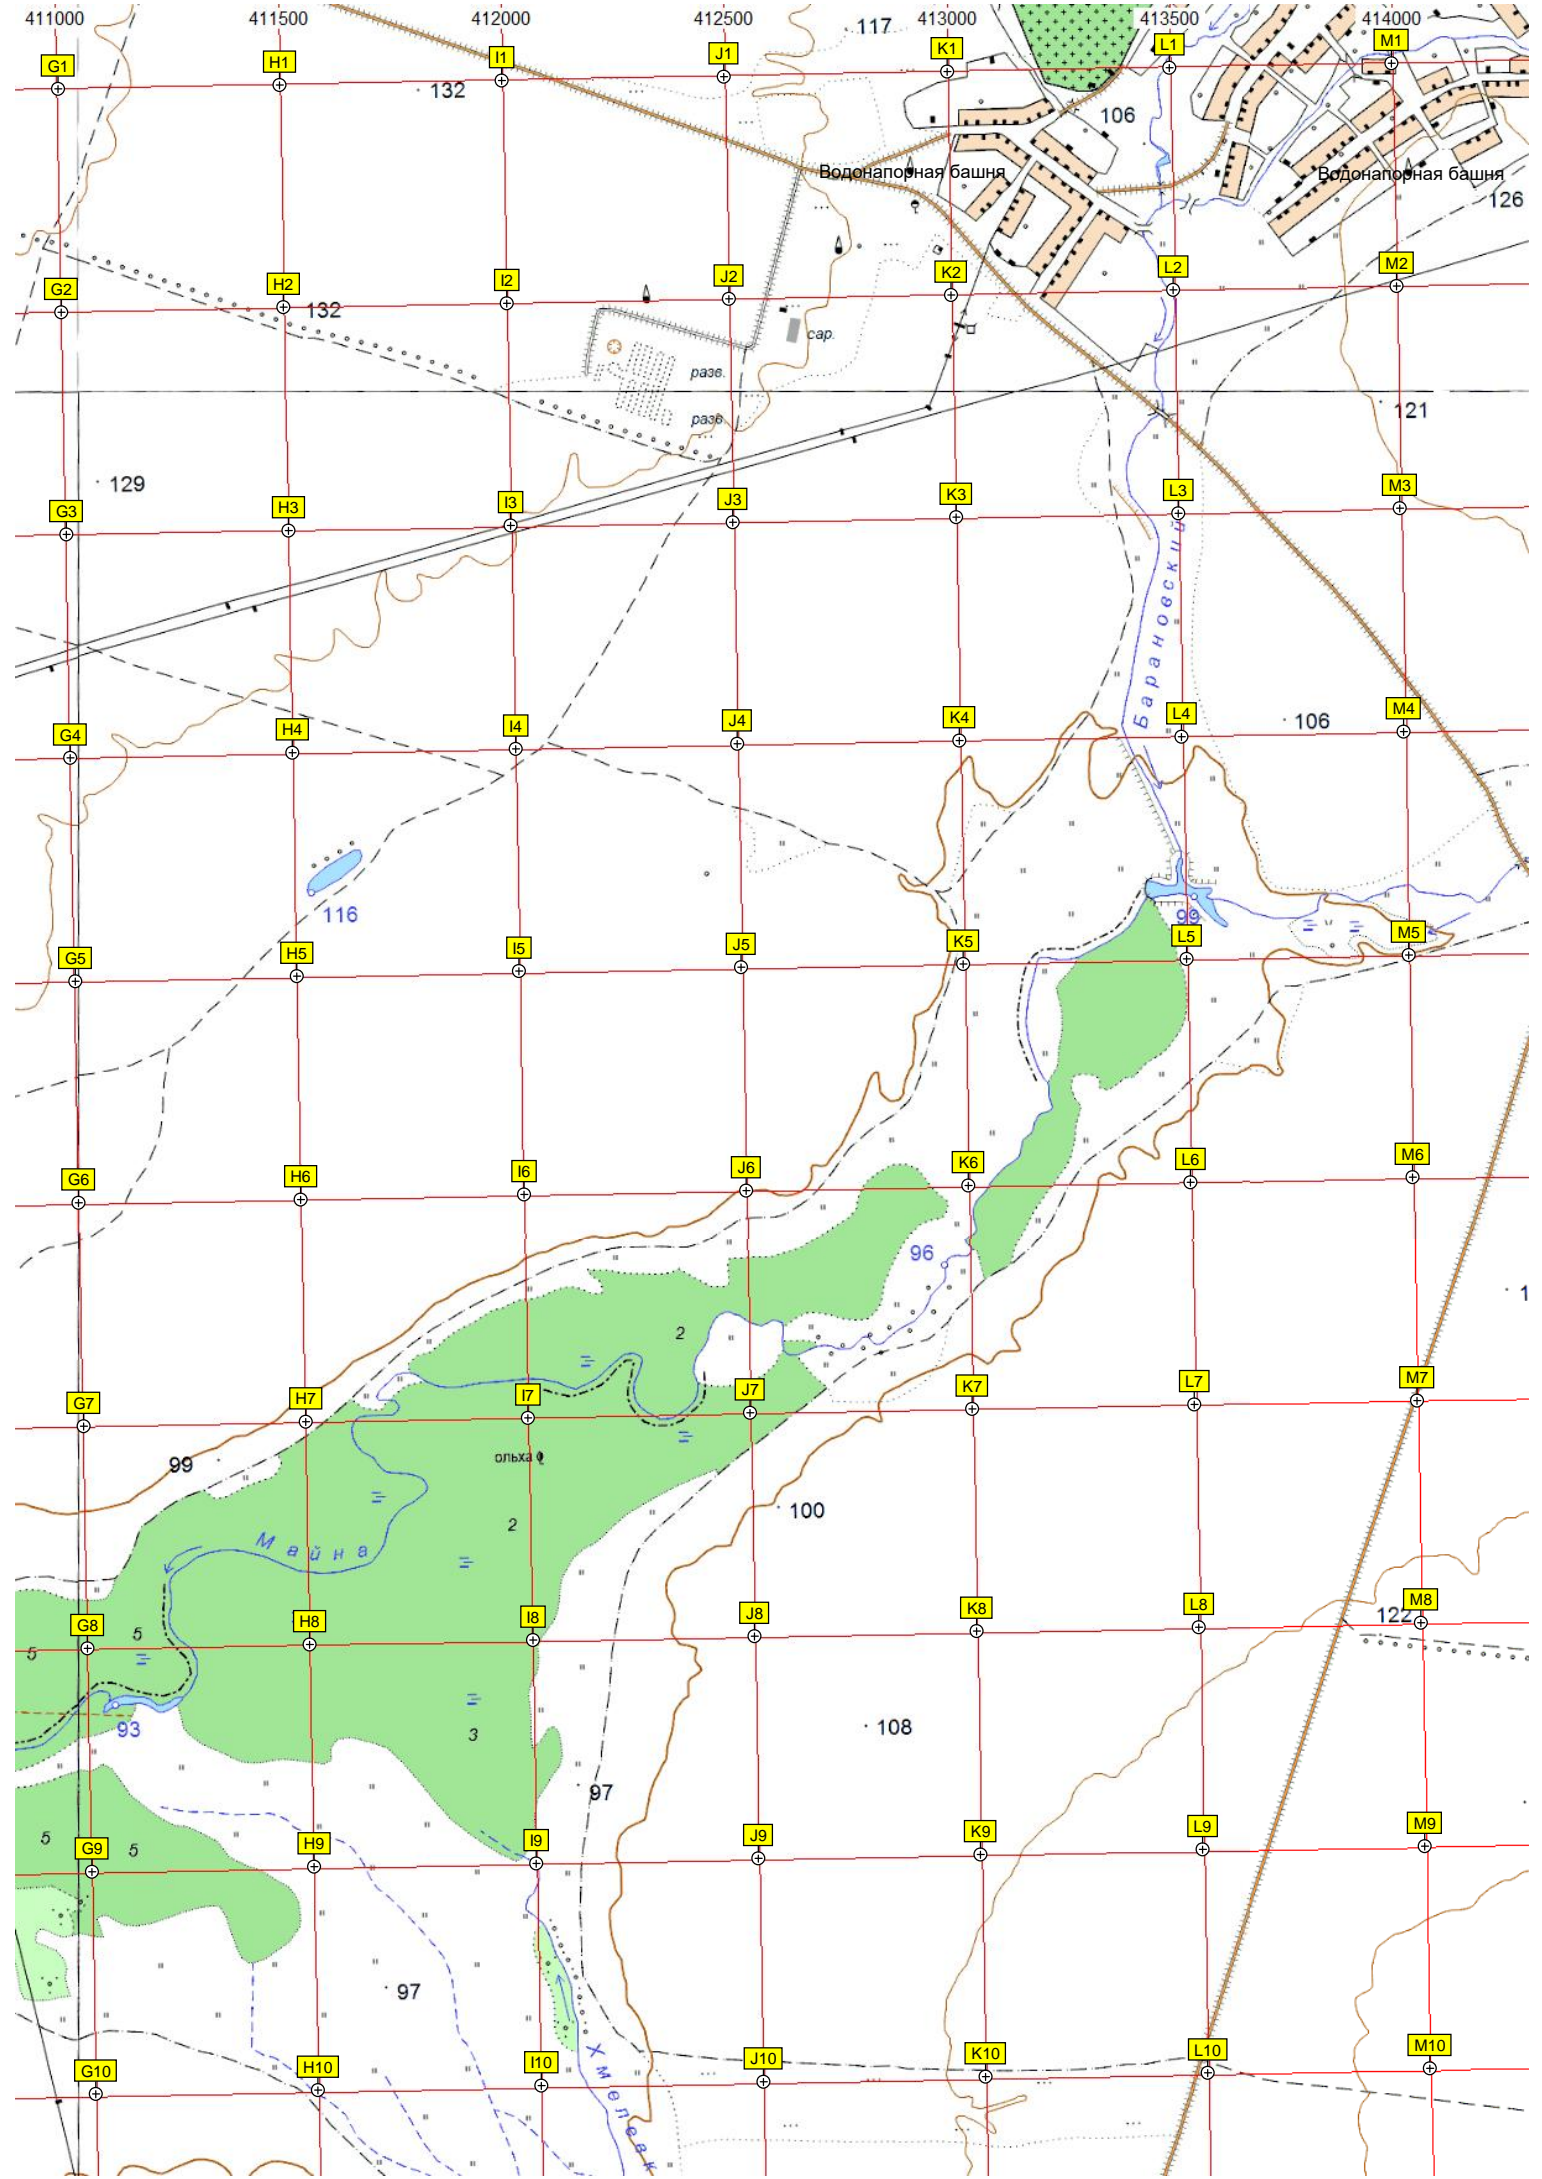 411000 411500 412000 412500 413000 413500 414000
117
G1 H1 I1 J1 K1 L1 M1
132
106
Водонапорная башня
Водонапорная башня
126
G2 H2 I2 J2 K2 L2 M2
132
сар.
разв.
разв.
121
129
G3 H3 I3 J3 K3 L3 M3
Барановский
106
G4 H4 I4 J4 K4 L4 M4
116
99
G5 H5 I5 J5 K5 L5 M5
G6 H6 I6 J6 K6 L6 M6
96
1
2
G7 H7 I7 J7 K7 L7 M7
99
ольха
100
2
Майна
122
G8 H8 I8 J8 K8 L8 M8
5
5
93
3
108
97
5
5
G9 H9 I9 J9 K9 L9 M9
97
Хмелевк
G10 H10 I10 J10 K10 L10 M10